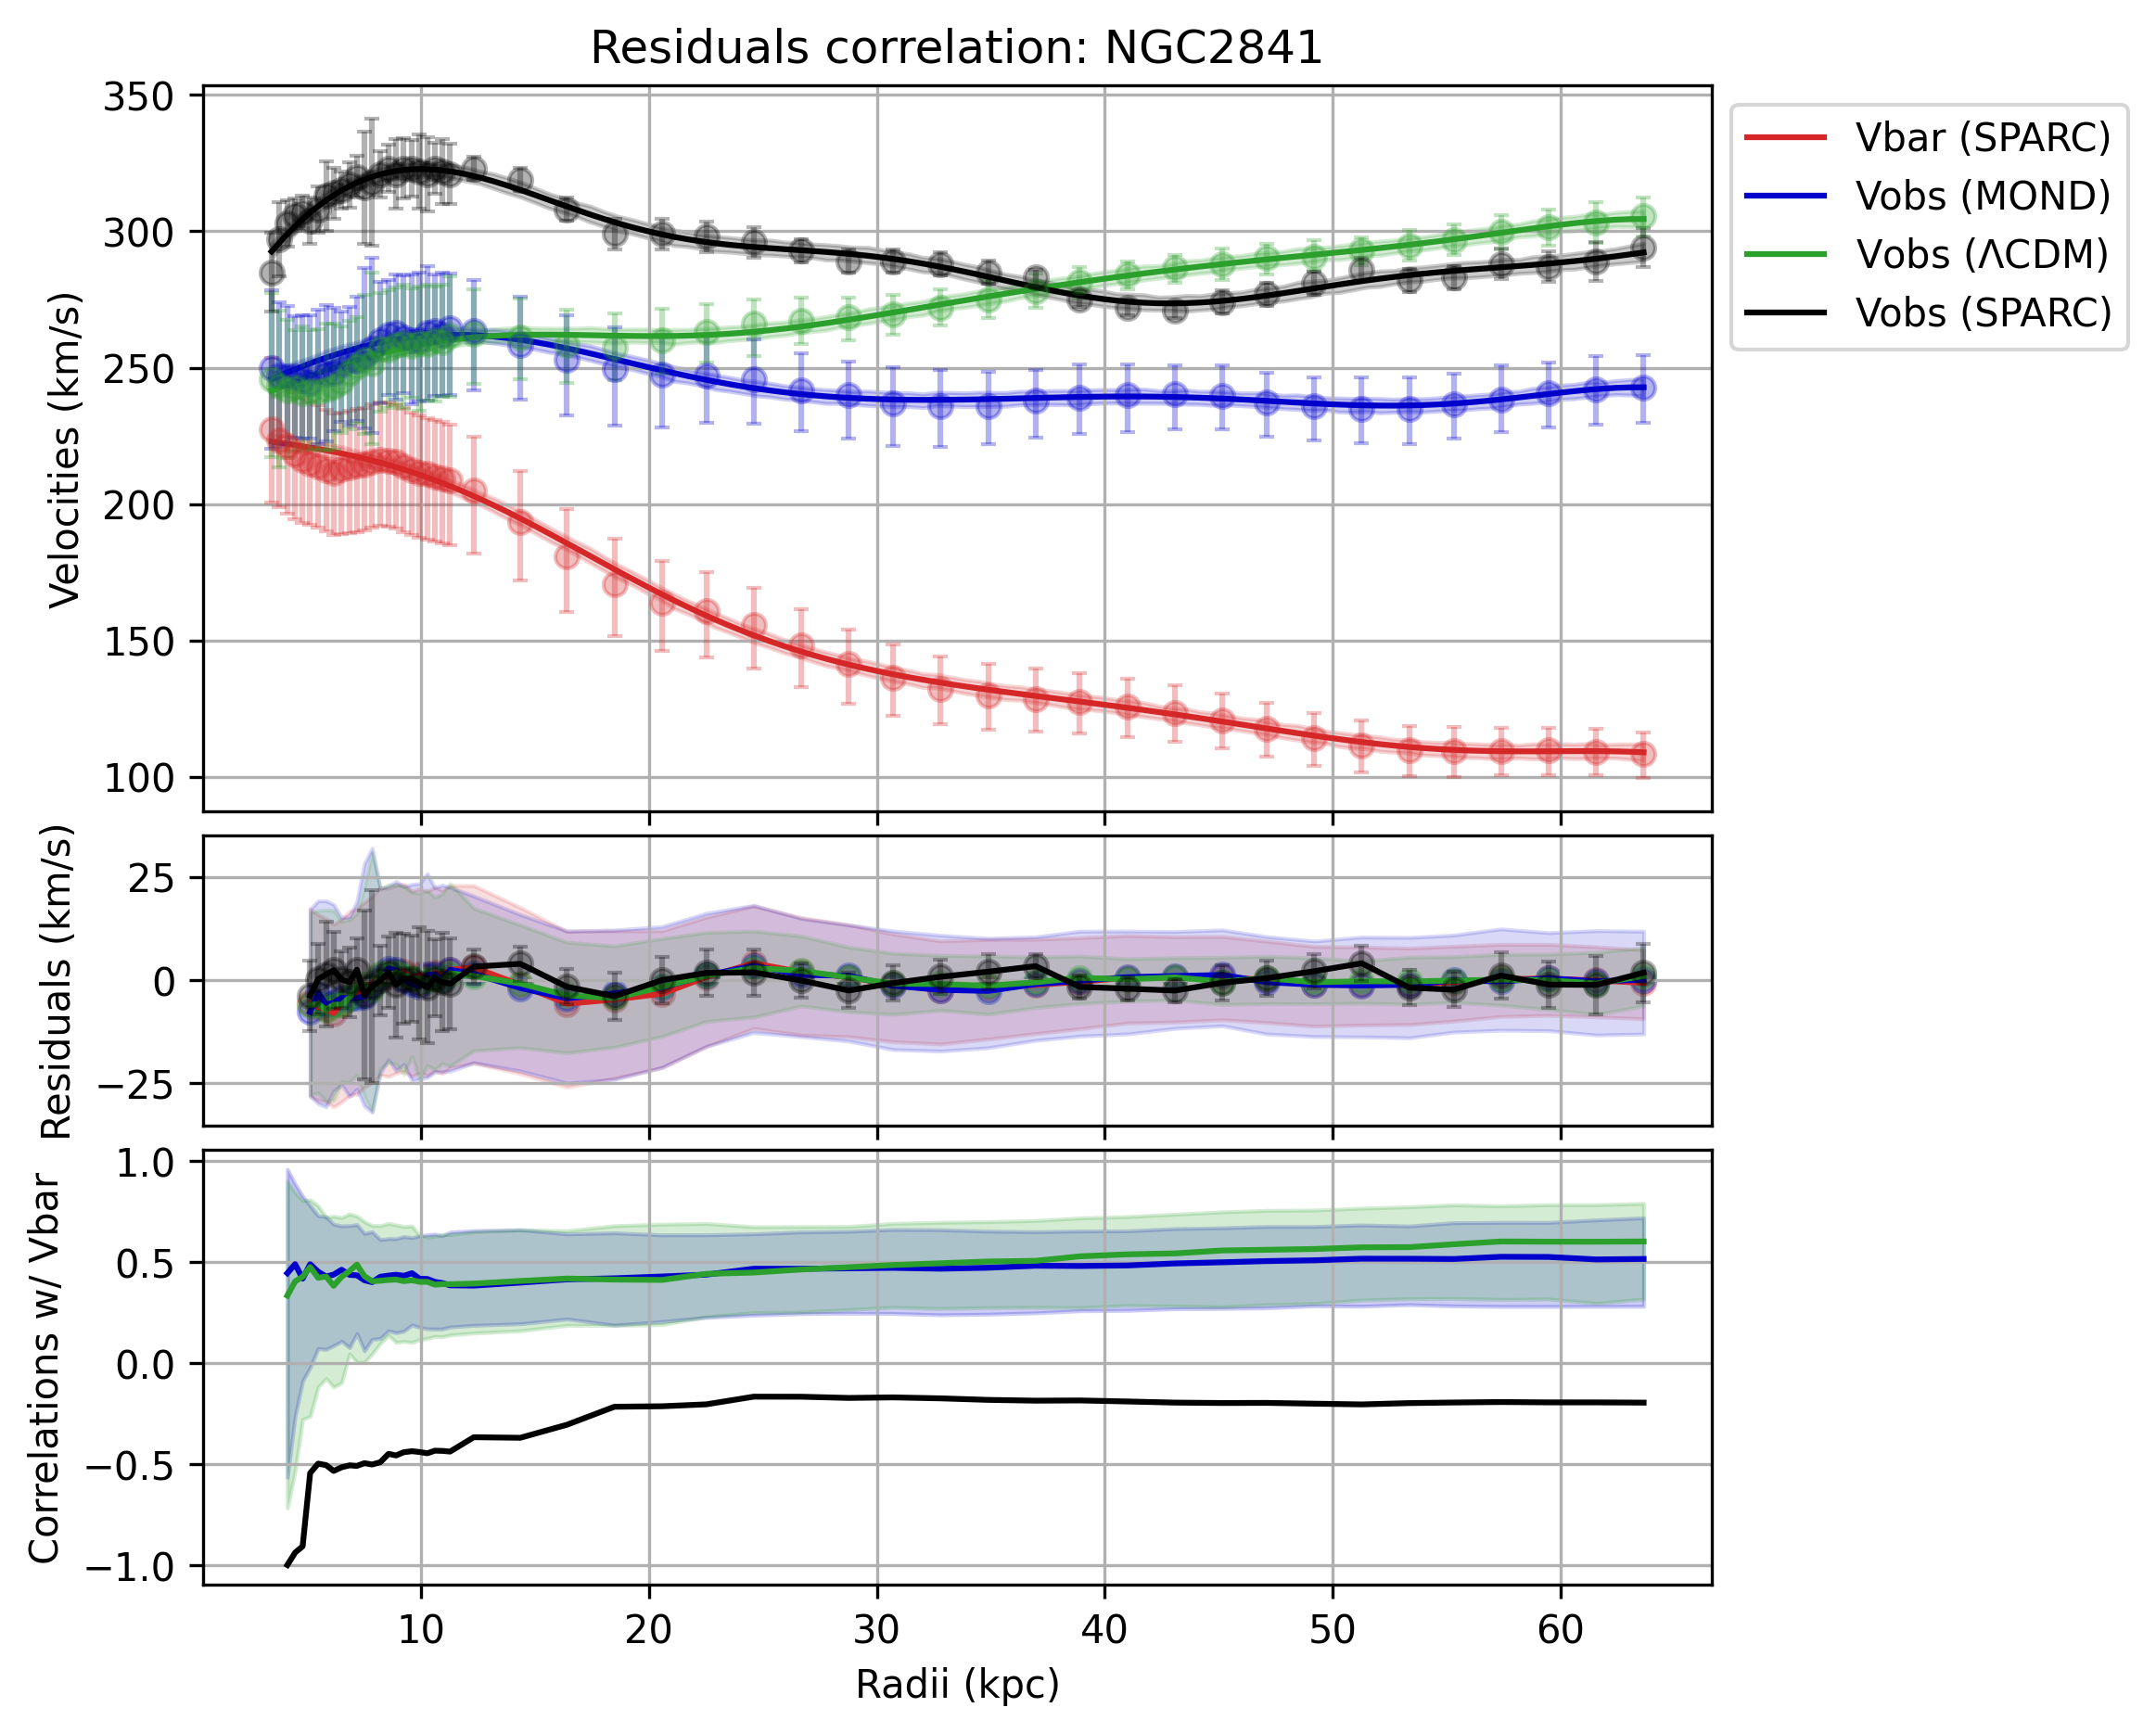 Residuals correlation: NGC2841
350
300
250
200
150
100
Velocities (km/s)
Vbar (SPARC)
Vobs (MOND)
Vobs (ΛCDM)
Vobs (SPARC)
25
0
−25
Residuals (km/s)
1.0
0.5
0.0
−0.5
−1.0
Correlations w/ Vbar
10 20 30 40 50 60
Radii (kpc)